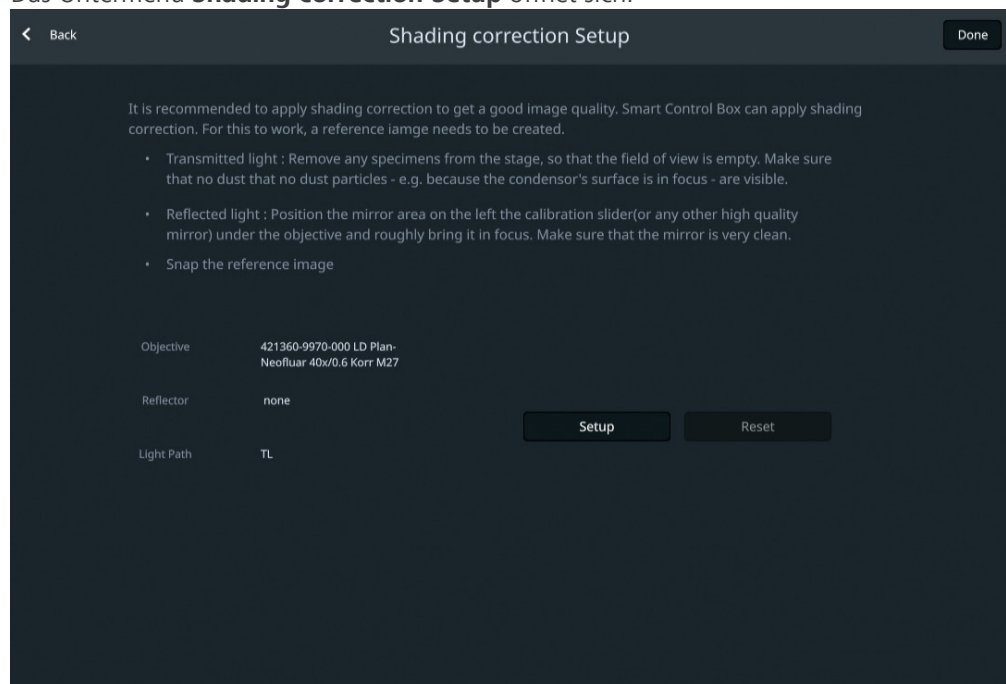 Das Untermenü Shading correction Setup öffnet sich.
Back
Shading correction Setup
Done
It is recommended to apply shading correction to get a good image quality. Smart Control Box can apply shading
correction. For this to work, a reference iamge needs to be created.
• Transmitted light : Remove any specimens from the stage, so that the field of view is empty. Make sure
that no dust that no dust particles - e.g. because the condensor's surface is in focus - are visible.
• Reflected light : Position the mirror area on the left the calibration slider(or any other high quality
mirror) under the objective and roughly bring it in focus. Make sure that the mirror is very clean.
• Snap the reference image
Objective
421360-9970-000 LD Plan-
Neofluar 40x/0.6 Korr M27
Reflector
none
Setup
Reset
Light Path
TL